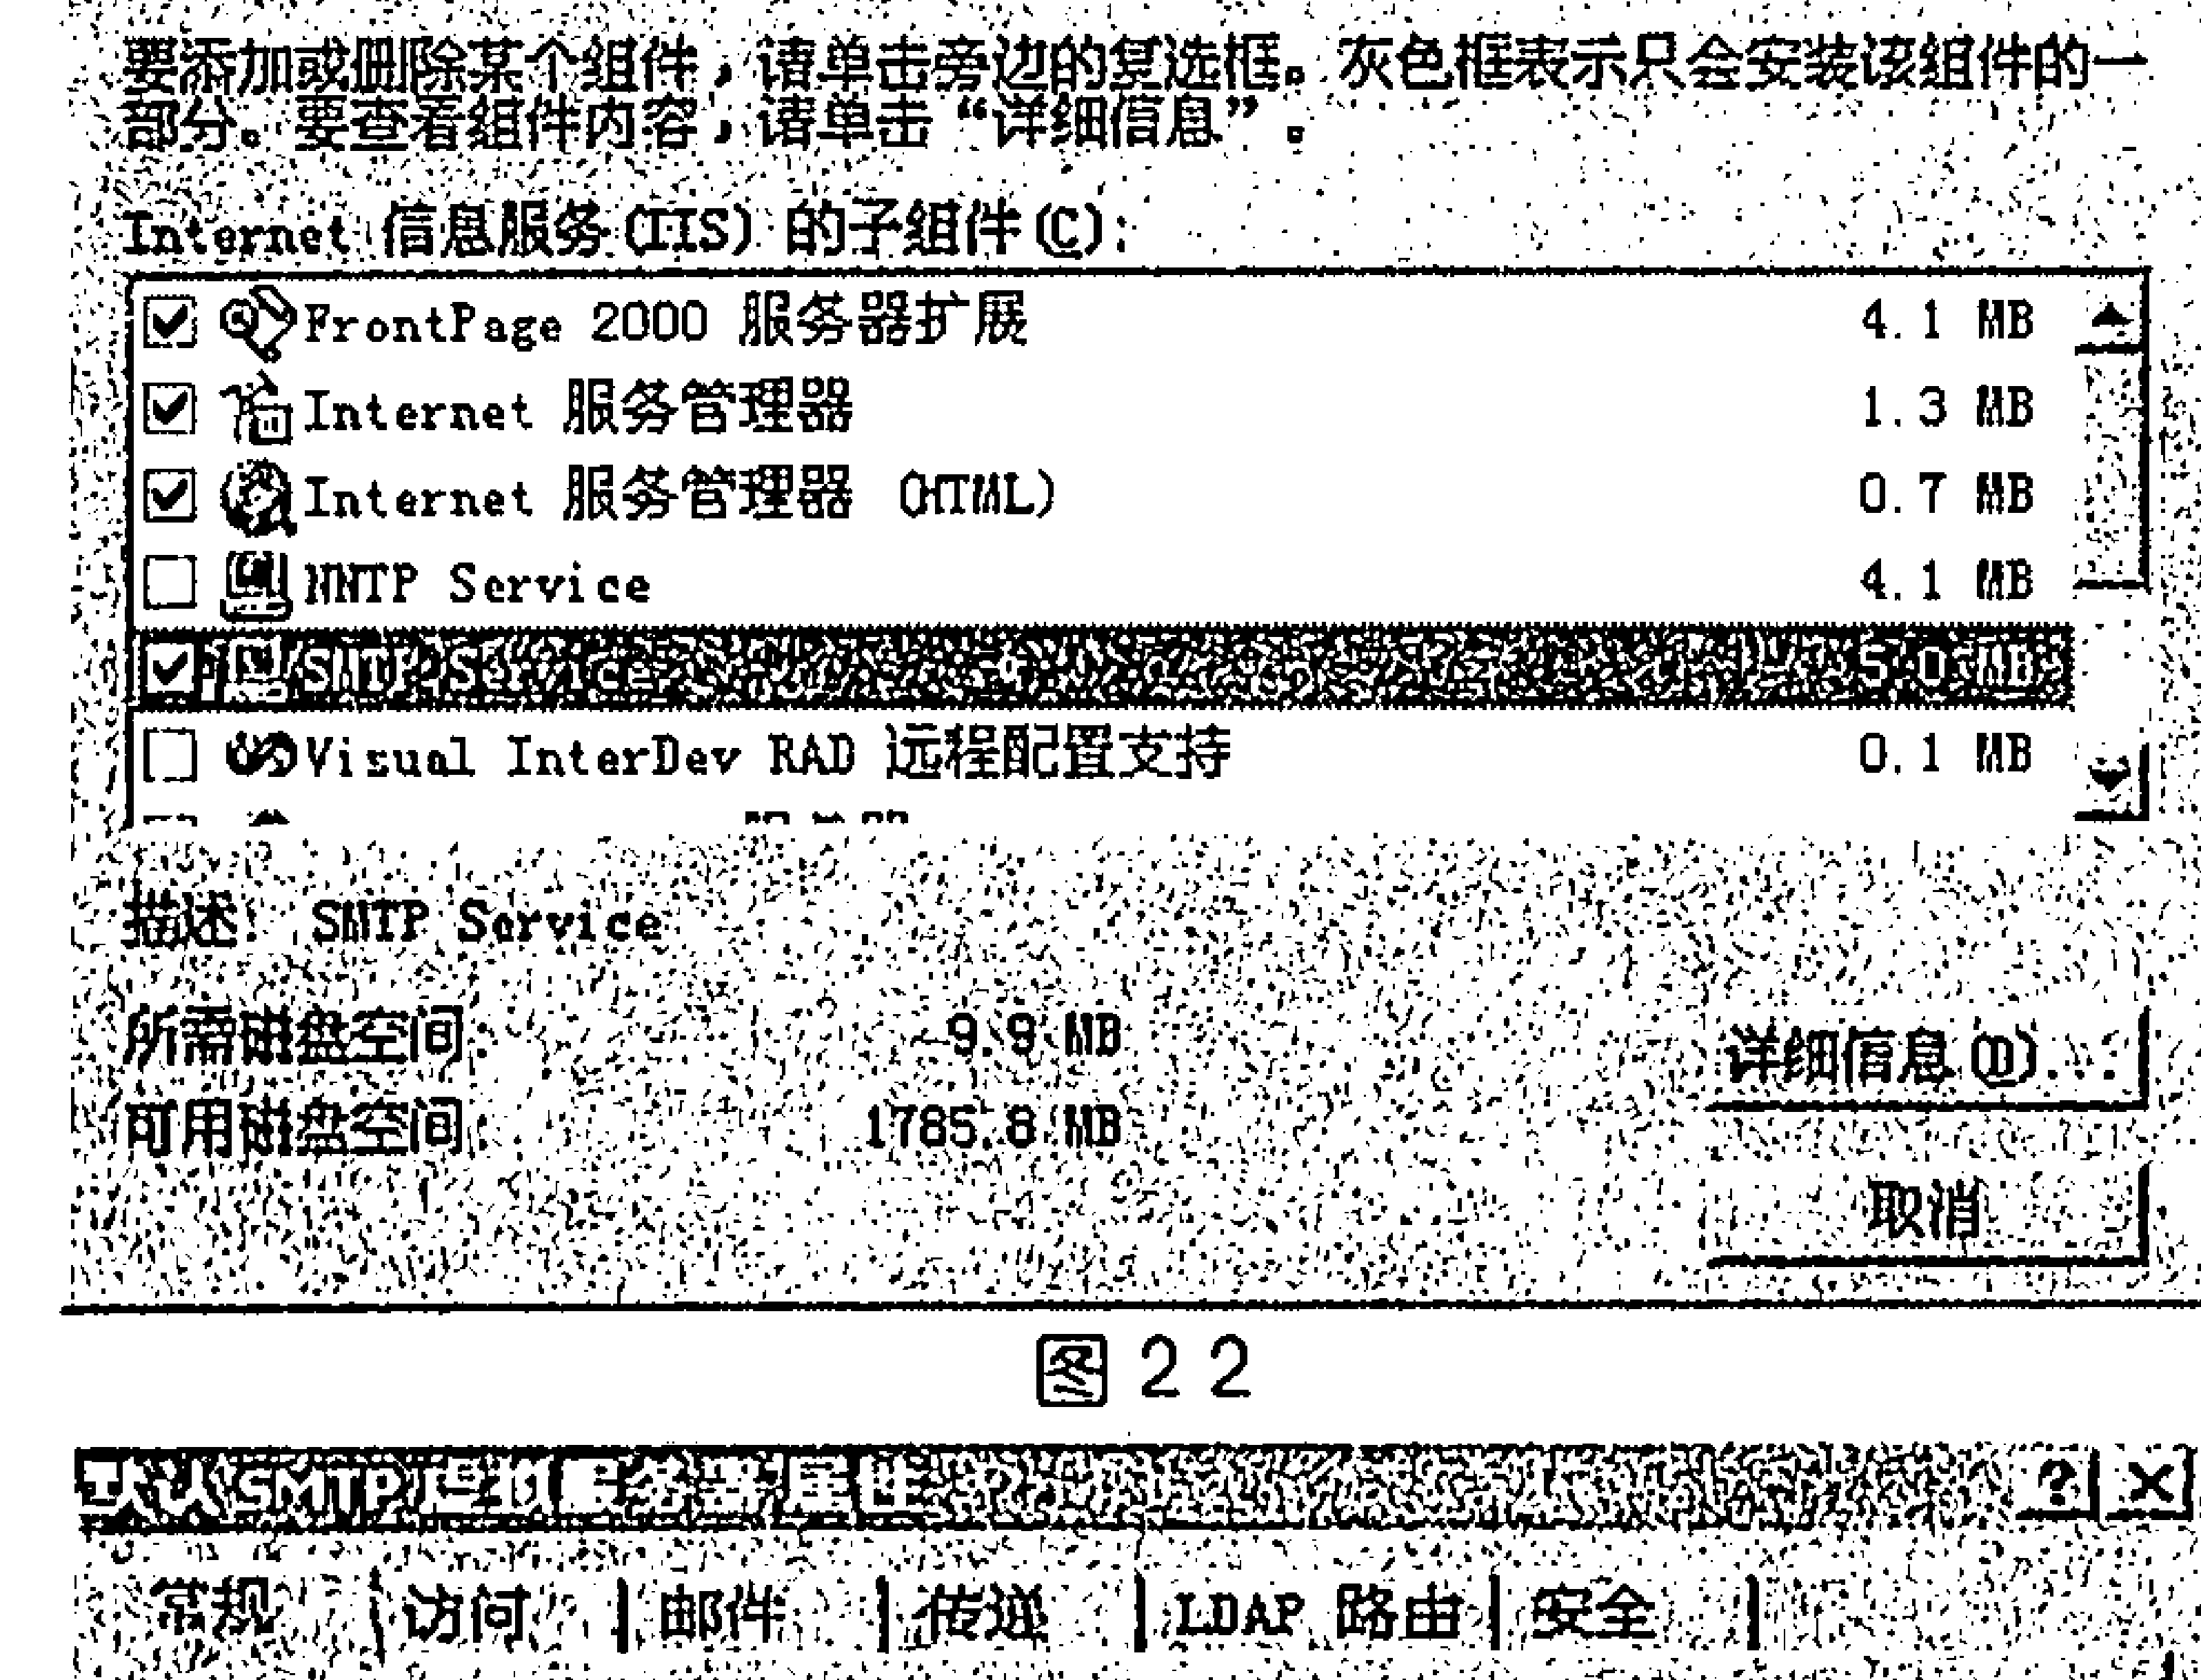 要添加或删除某个组件，请单击旁边的复选框。灰色框表示只会安装该组件的一
部分。要查看组件内容，请单击“详细信息”。
Internet 信息服务(IIS) 的子组件(C):
FrontPage 2000 服务器扩展 4.1 MB
Internet 服务管理器 1.3 MB
Internet 服务管理器 (HTML) 0.7 MB
NNTP Service 4.1 MB
SMTP Service 5.0 MB
Visual InterDev RAD 远程配置支持 0.1 MB
描述: SMTP Service
所需磁盘空间: 9.9 MB
详细信息(D)...
可用磁盘空间: 1785.8 MB
取消
图22
默认 SMTP 虚拟服务器 属性
常规 访问 邮件 传递 LDAP 路由 安全